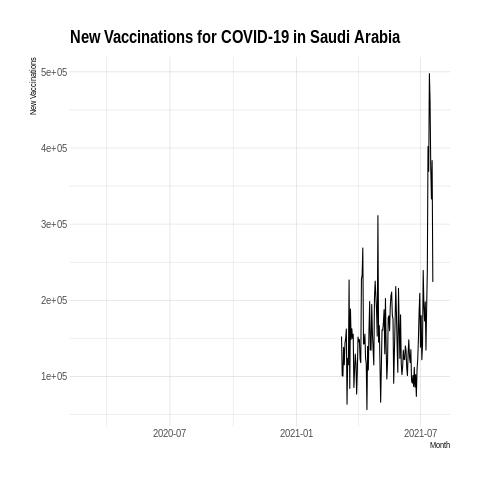 New Vaccinations for COVID-19 in Saudi Arabia
New Vaccinations
5e+05
4e+05
3e+05
2e+05
1e+05
2020-07
2021-01
2021-07
Month